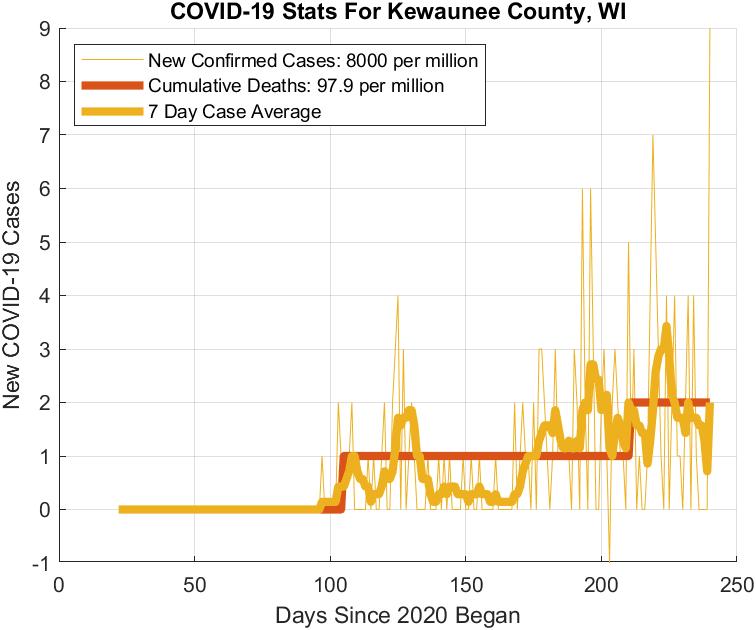 COVID-19 Stats For Kewaunee County, WI
New Confirmed Cases: 8000 per million
Cumulative Deaths: 97.9 per million
7 Day Case Average
New COVID-19 Cases
9
8
7
6
5
4
3
2
1
0
-1
0 50 100 150 200 250
Days Since 2020 Began